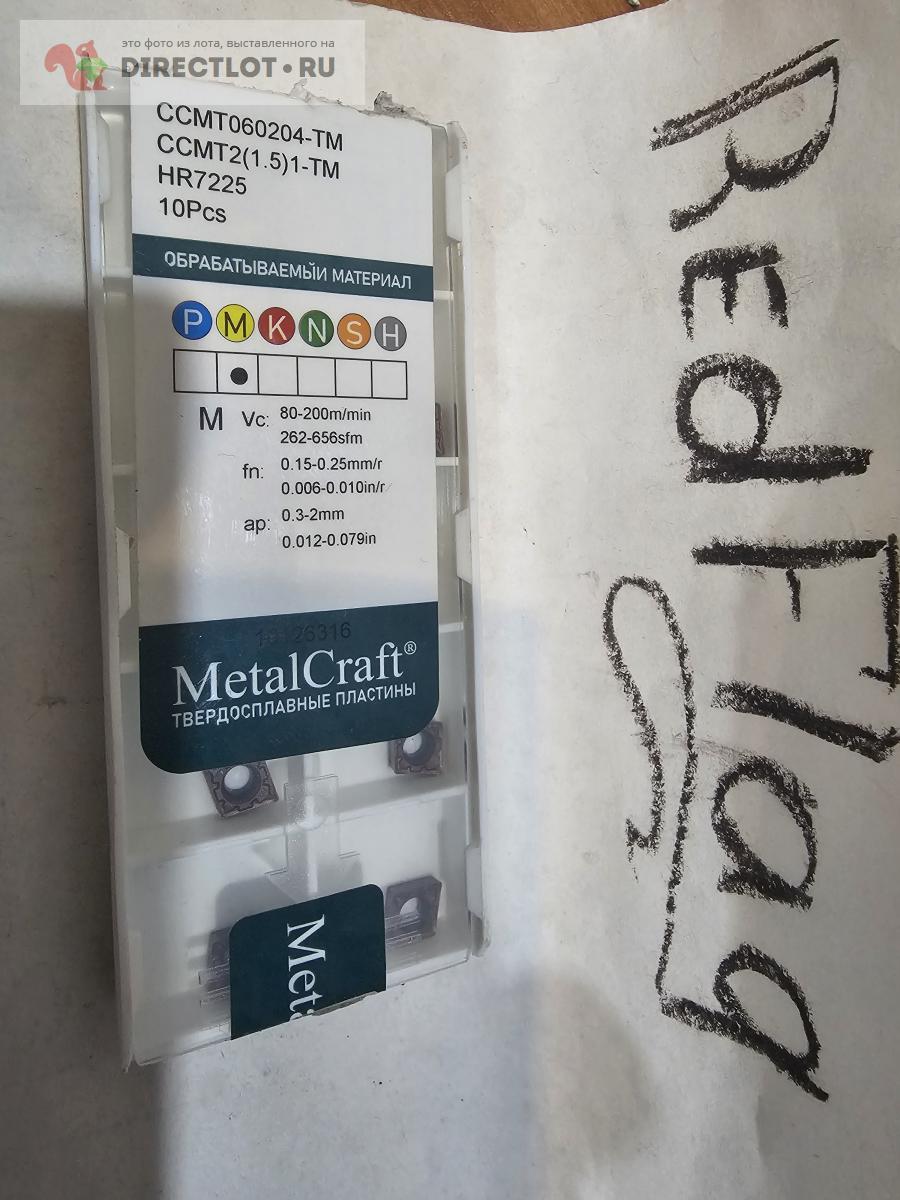 это фото из лота, выставленного на
DIRECTLOT·RU
CCMT060204-TM
CCMT2(1.5)1-TM
HR7225
10Pcs
ОБРАБАТЫВАЕМЫЙ МАТЕРИАЛ
P M K N S H
M Vc: 80-200m/min
262-656sfm
fn: 0.15-0.25mm/r
0.006-0.010in/r
ap: 0.3-2mm
0.012-0.079in
MetalCraft®
ТВЕРДОСПЛАВНЫЕ ПЛАСТИНЫ
Red Flag